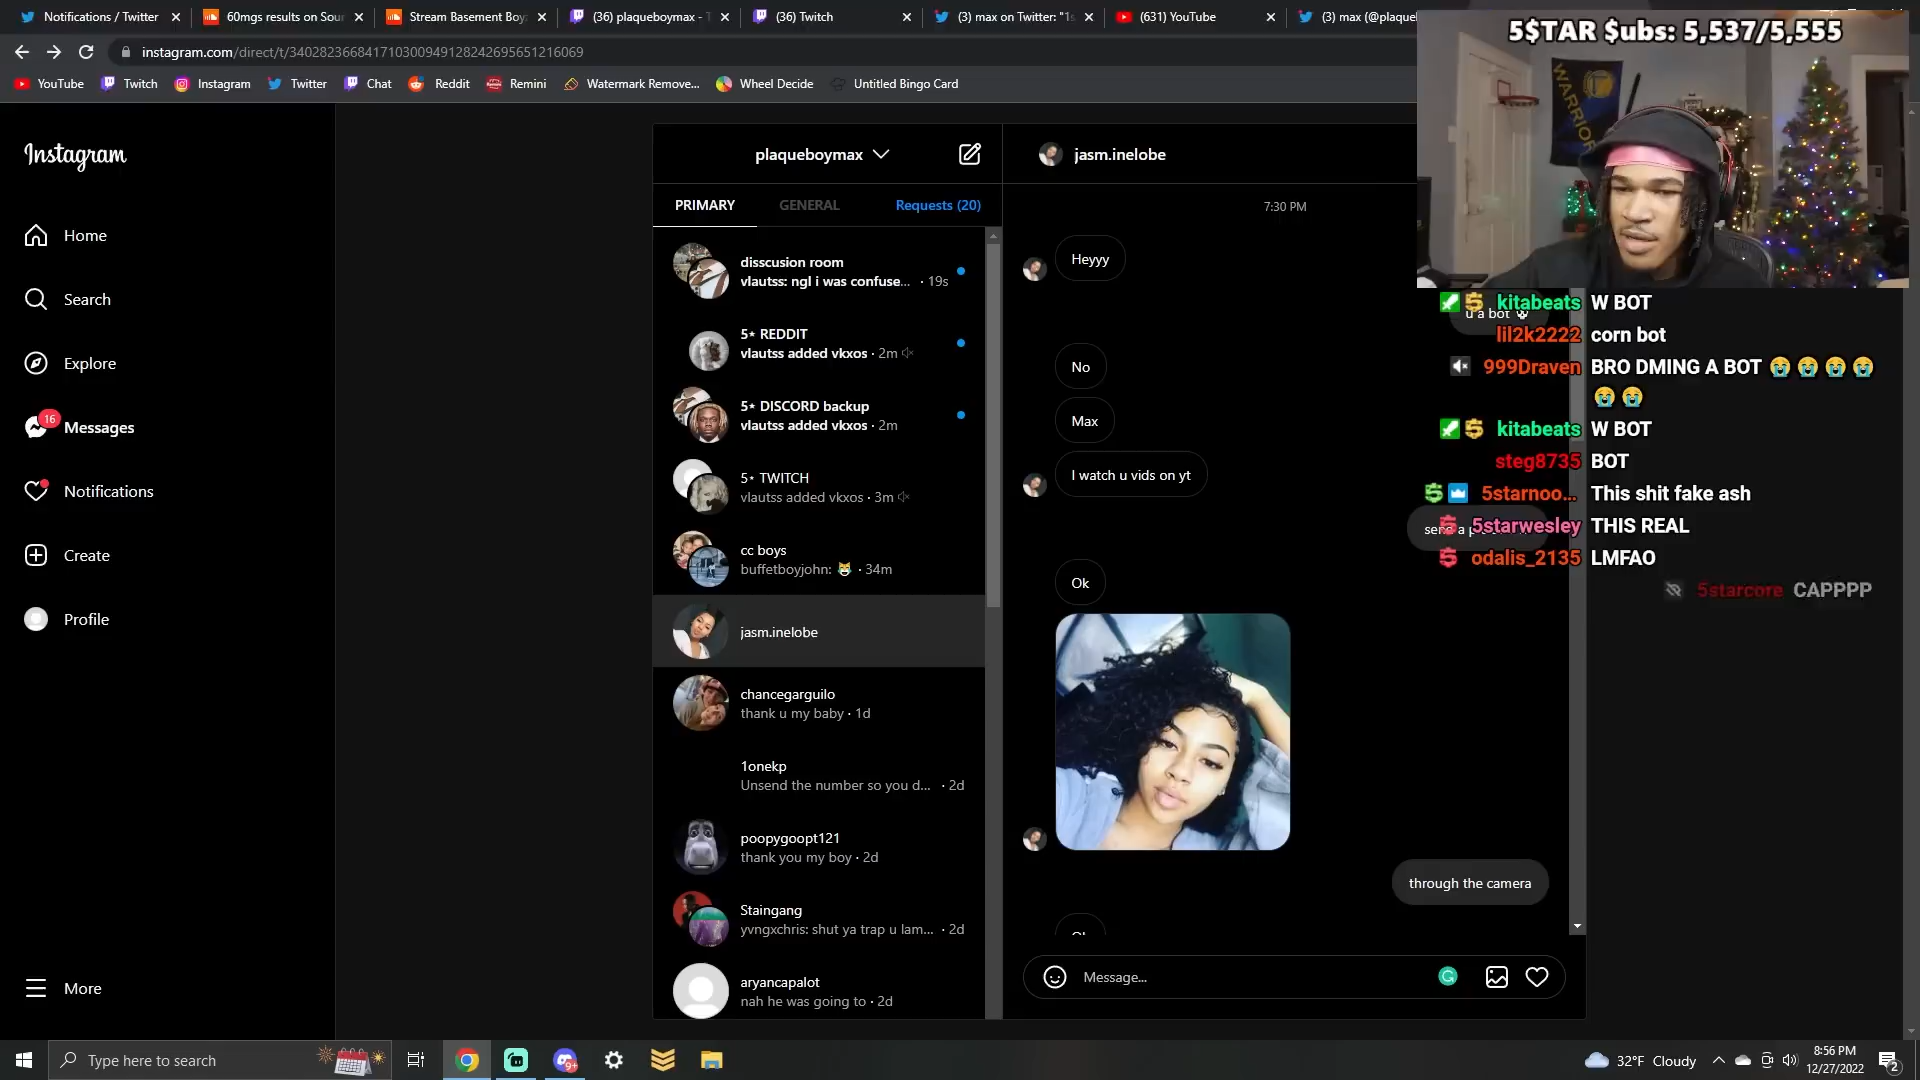 Notifications / Twitter
60mgs results on Sour
Stream Basement Boy
(36) plaqueboymax - T
(36) Twitch
(3) max on Twitter: "1s
(631) YouTube
(3) max (@plaquel
5$TAR $ubs: 5,537/5,555
instagram.com/direct/t/340282366841710300949128242695651216069
YouTube
Twitch
Instagram
Twitter
Chat
Reddit
Remini
Watermark Remove...
Wheel Decide
Untitled Bingo Card
WARRIOR
Instagram
Home
Search
Explore
16
Messages
Notifications
Create
Profile
More
plaqueboymax
PRIMARY
GENERAL
Requests (20)
disscusion room
vlautss: ngl i was confuse... · 19s
5⋆ REDDIT
vlautss added vkxos · 2m
5⋆ DISCORD backup
vlautss added vkxos · 2m
5⋆ TWITCH
vlautss added vkxos · 3m
cc boys
buffetboyjohn: 😹 · 34m
jasm.inelobe
chancegarguilo
thank u my baby · 1d
1onekp
Unsend the number so you d... · 2d
poopygoopt121
thank you my boy · 2d
Staingang
yvngxchris: shut ya trap u lam... · 2d
aryancapalot
nah he was going to · 2d
jasm.inelobe
7:30 PM
Heyyy
u a bot
No
Max
I watch u vids on yt
Ok
through the camera
Message...
kitabeats W BOT
lil2k2222 corn bot
999Draven BRO DMING A BOT 😭😭😭😭
😭😭
kitabeats W BOT
steg8735 BOT
5starnoo... This shit fake ash
5starwesley THIS REAL
odalis_2135 LMFAO
5starcore CAPPPP
Type here to search
9+
32°F Cloudy
8:56 PM
12/27/2022
2